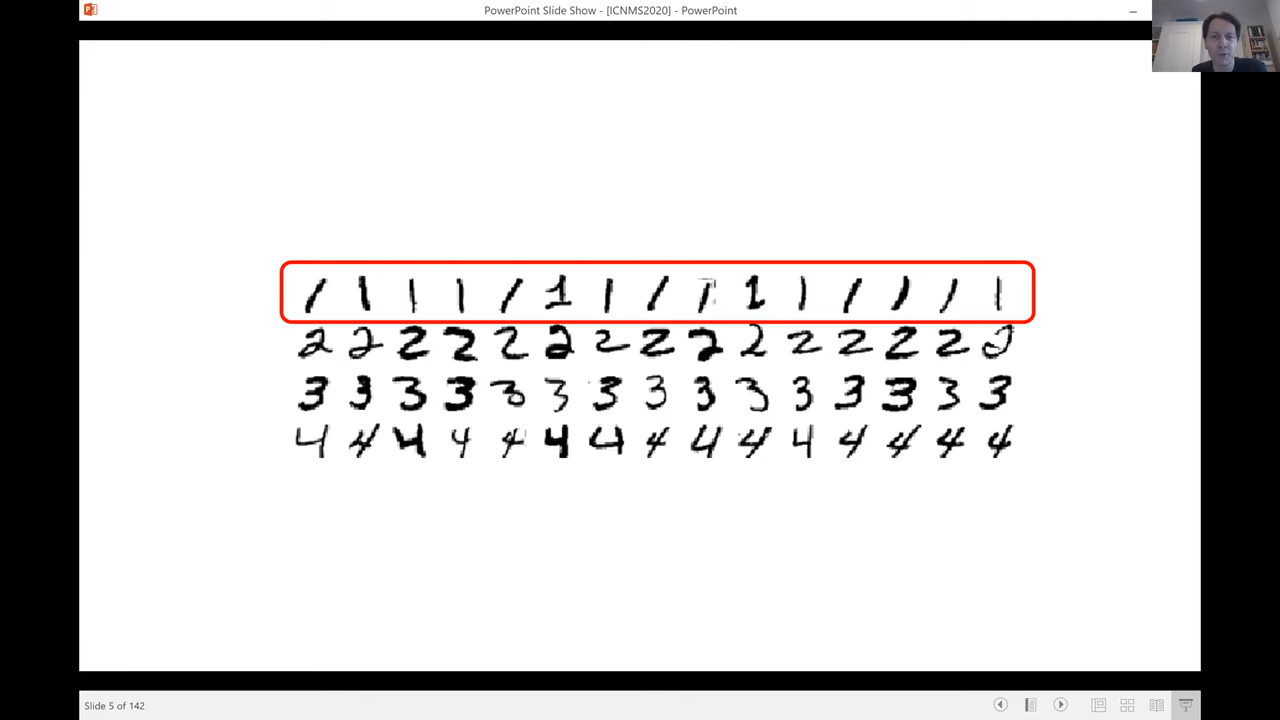 PowerPoint Slide Show - [ICNMS2020] - PowerPoint
1 1 1 1 1 1 1 1 1 1 1 1 1 1 1
2 2 2 2 2 2 2 2 2 2 2 2 2 2 2
3 3 3 3 3 3 3 3 3 3 3 3 3 3 3
4 4 4 4 4 4 4 4 4 4 4 4 4 4 4
Slide 5 of 142